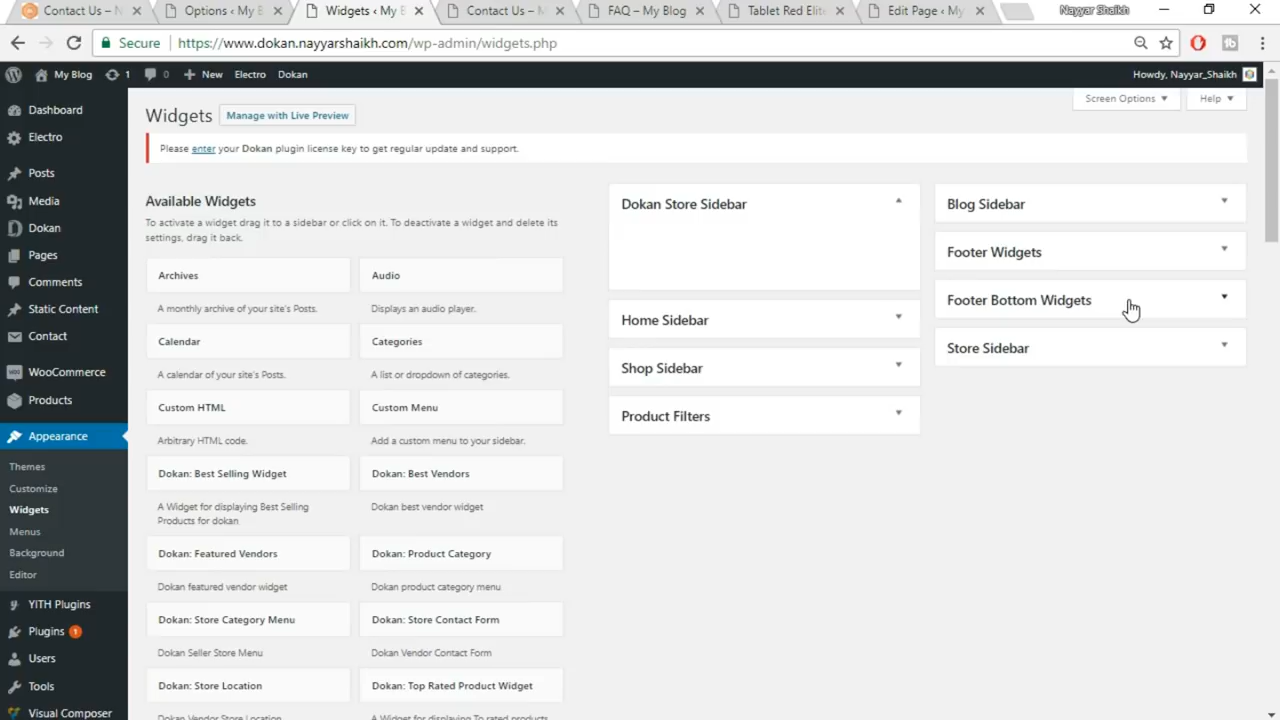 Contact Us – N
Options ‹ My B
Widgets ‹ My B
Contact Us – M
FAQ – My Blog
Tablet Red Elite
Edit Page ‹ My
Nayyar Shaikh
Secure
https://www.dokan.nayyarshaikh.com/wp-admin/widgets.php
My Blog
1
0
New
Electro
Dokan
Howdy, Nayyar_Shaikh
Dashboard
Electro
Posts
Media
Dokan
Pages
Comments
Static Content
Contact
WooCommerce
Products
Appearance
Themes
Customize
Widgets
Menus
Background
Editor
YITH Plugins
Plugins 1
Users
Tools
Visual Composer
Screen Options
Help
Widgets
Manage with Live Preview
Please enter your Dokan plugin license key to get regular update and support.
Available Widgets
To activate a widget drag it to a sidebar or click on it. To deactivate a widget and delete its
settings, drag it back.
Archives
A monthly archive of your site's Posts.
Audio
Displays an audio player.
Calendar
A calendar of your site's Posts.
Categories
A list or dropdown of categories.
Custom HTML
Arbitrary HTML code.
Custom Menu
Add a custom menu to your sidebar.
Dokan: Best Selling Widget
A Widget for displaying Best Selling
Products for dokan
Dokan: Best Vendors
Dokan best vendor widget
Dokan: Featured Vendors
Dokan featured vendor widget
Dokan: Product Category
Dokan product category menu
Dokan: Store Category Menu
Dokan Seller Store Menu
Dokan: Store Contact Form
Dokan Vendor Contact Form
Dokan: Store Location
Dokan Vendor Store Location
Dokan: Top Rated Product Widget
A Widget for displaying To rated products
Dokan Store Sidebar
Home Sidebar
Shop Sidebar
Product Filters
Blog Sidebar
Footer Widgets
Footer Bottom Widgets
Store Sidebar